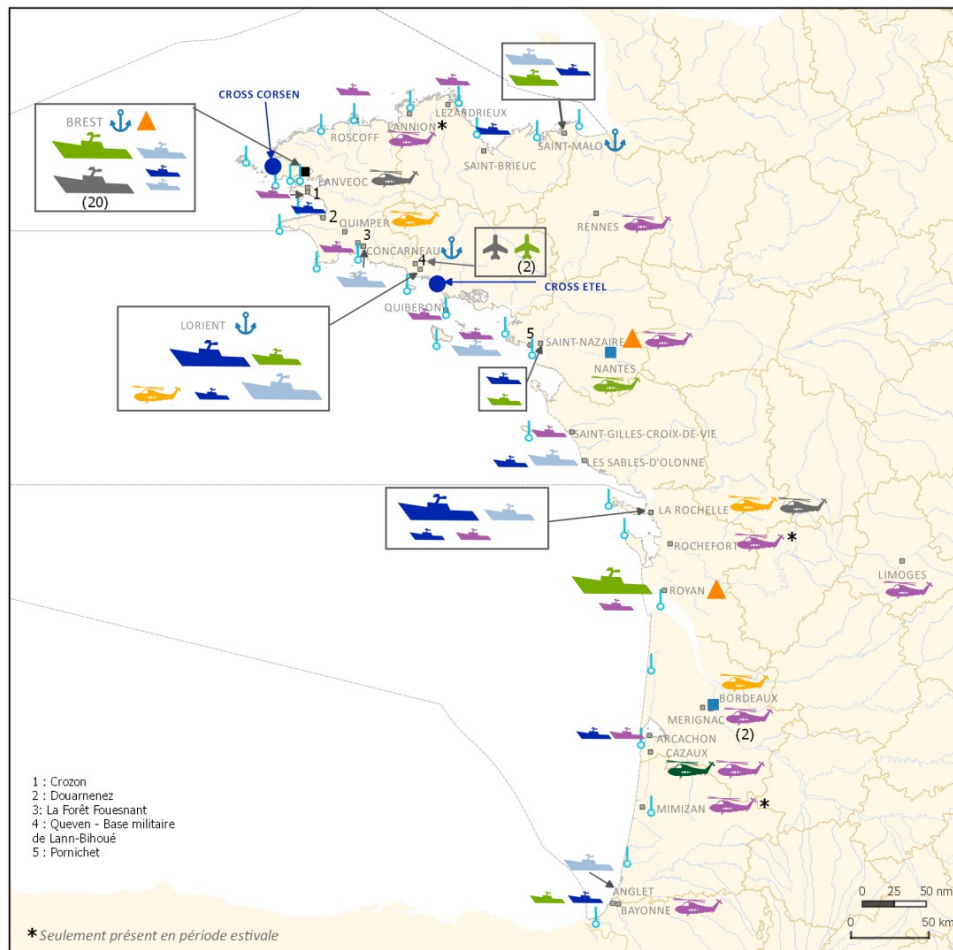 CROSS CORSEN
BREST
(20)
LEZARDRIEUX
LANNION *
ROSCOFF
SAINT-MALO
SAINT-BRIEUC
LANVEOC
1
2
QUIMPER
3
CONCARNEAU
4
(2)
RENNES
CROSS ETEL
QUIBERON
LORIENT
5
SAINT-NAZAIRE
NANTES
SAINT-GILLES-CROIX-DE-VIE
LES SABLES-D'OLONNE
LA ROCHELLE
ROCHEFORT
*
LIMOGES
ROYAN
BORDEAUX
MERIGNAC
(2)
ARCACHON
CAZAUX
MIMIZAN
*
ANGLET
BAYONNE
1 : Crozon
2 : Douarnenez
3: La Forêt Fouesnant
4 : Queven - Base militaire
de Lann-Bihoué
5 : Pornichet
* Seulement présent en période estivale
0 25 50 nm
0 50 km